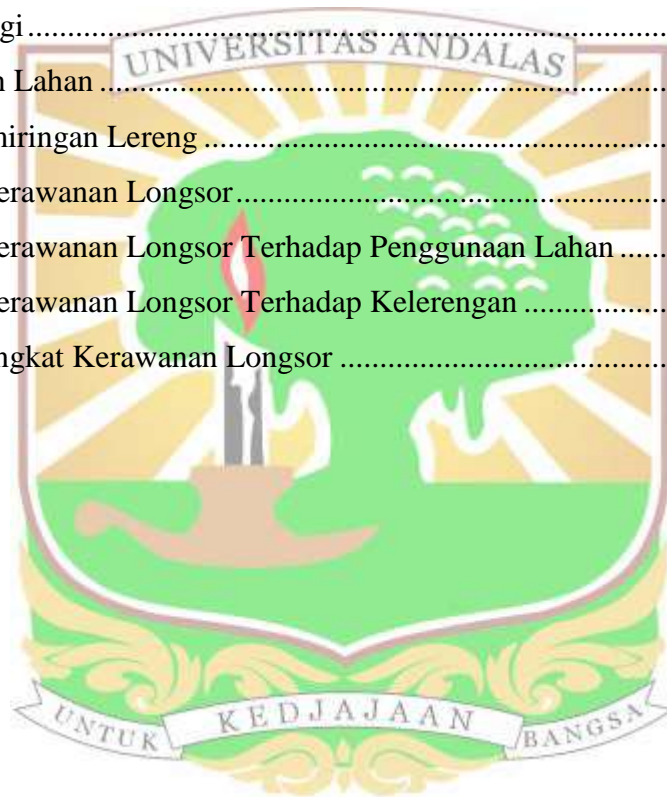 gi
UNIVERSITAS ANDALAS
n Lahan
niringan Lereng
erawanan Longsor
erawanan Longsor Terhadap Penggunaan Lahan
erawanan Longsor Terhadap Kelerengan
ngkat Kerawanan Longsor
UNTUK KEDJAJAAN BANGSA